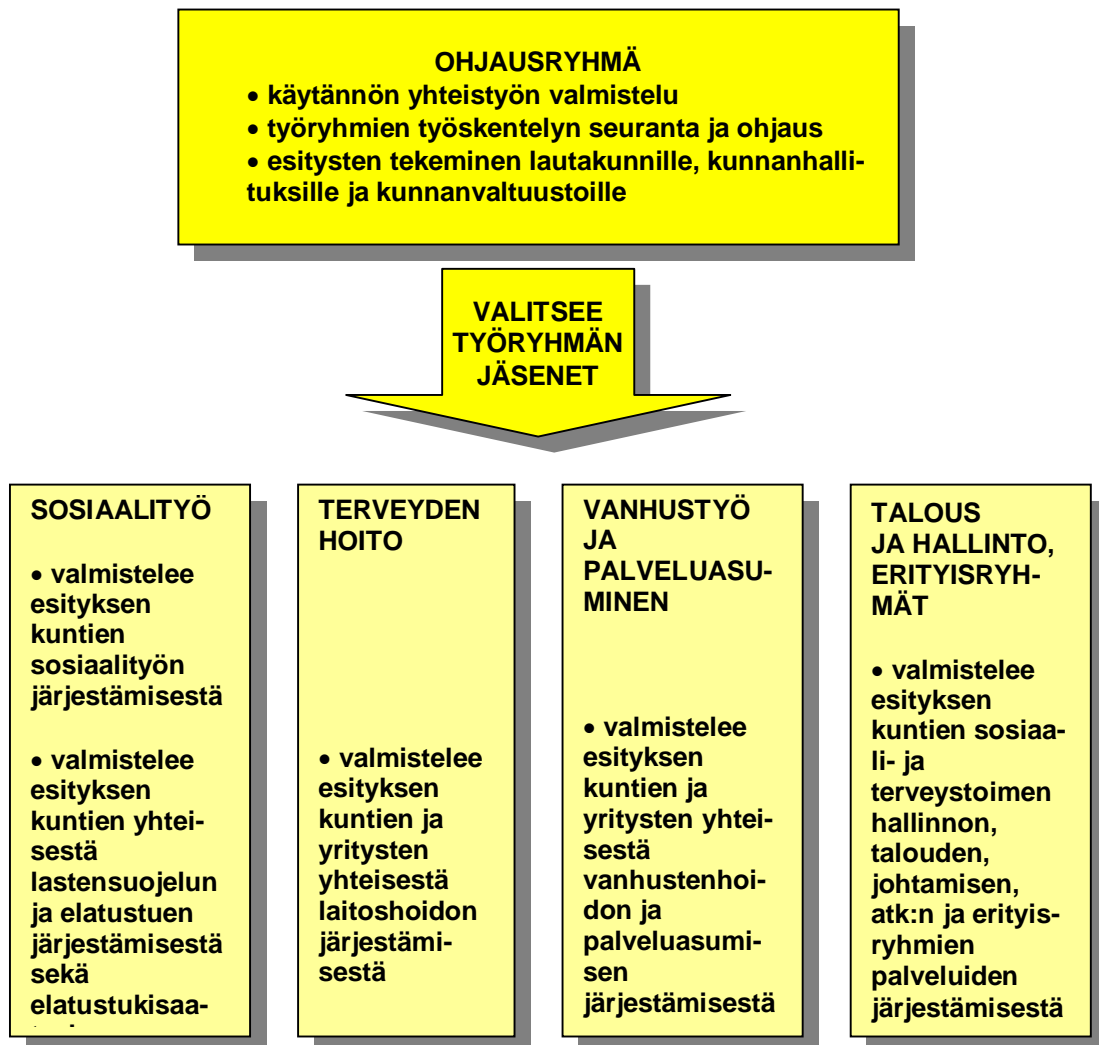 OHJAUSRYHMÄ
• käytännön yhteistyön valmistelu
• työryhmien työskentelyn seuranta ja ohjaus
• esitysten tekeminen lautakunnille, kunnanhalli-
tuksille ja kunnanvaltuustoille
VALITSEE
TYÖRYHMÄN
JÄSENET
SOSIAALITYÖ
• valmistelee
esityksen
kuntien
sosiaalityön
järjestämisestä
• valmistelee
esityksen
kuntien yhtei-
sestä
lastensuojelun
ja elatustuen
järjestämisestä
sekä
elatustukisaa-
TERVEYDEN
HOITO
• valmistelee
esityksen
kuntien ja
yritysten
yhteisestä
laitoshoidon
järjestämi-
sestä
VANHUSTYÖ
JA
PALVELUASU-
MINEN
• valmistelee
esityksen
kuntien ja
yritysten yhtei-
sestä
vanhustenhoi-
don ja
palveluasumi-
sen
järjestämisestä
TALOUS
JA HALLINTO,
ERITYISRYH-
MÄT
• valmistelee
esityksen
kuntien sosiaa-
li- ja
terveystoimen
hallinnon,
talouden,
johtamisen,
atk:n ja erityis-
ryhmien
palveluiden
järjestämisestä